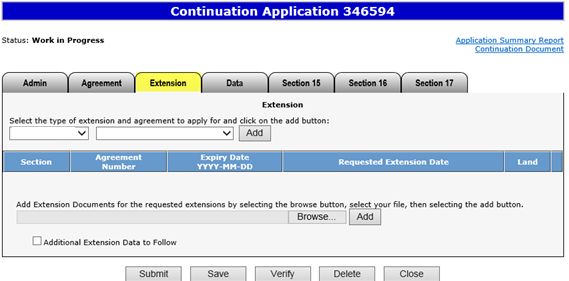 Continuation Application 346594
Status: Work in Progress
Application Summary Report
Continuation Document
Admin Agreement Extension Data Section 15 Section 16 Section 17
Extension
Select the type of extension and agreement to apply for and click on the add button:
Add
Section Agreement Number Expiry Date YYYY-MM-DD Requested Extension Date Land
Add Extension Documents for the requested extensions by selecting the browse button, select your file, then selecting the add button.
Browse... Add
Additional Extension Data to Follow
Submit Save Verify Delete Close